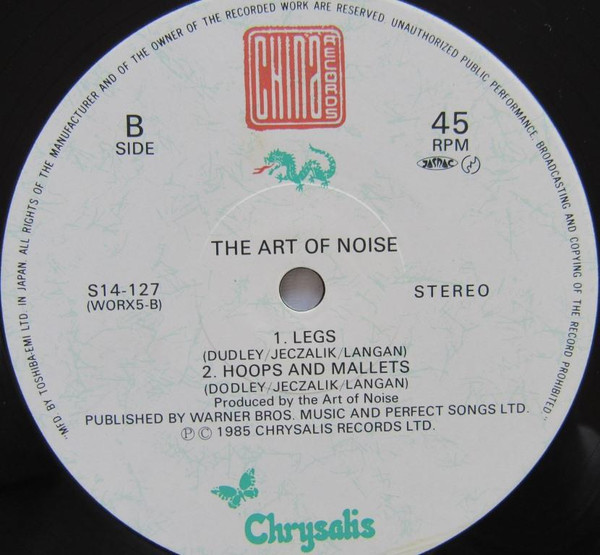 "MFD. BY TOSHIBA-EMI LTD. IN JAPAN. ALL RIGHTS OF THE MANUFACTURER AND OF THE OWNER OF THE RECORDED WORK ARE RESERVED. UNAUTHORIZED PUBLIC PERFORMANCE, BROADCASTING AND COPYING OF THE RECORD PROHIBITED."
CHINA RECORDS
B
SIDE
45
RPM
JASRAC
THE ART OF NOISE
S14-127
(WORX5-B)
STEREO
1. LEGS
(DUDLEY/JECZALIK/LANGAN)
2. HOOPS AND MALLETS
(DODLEY/JECZALIK/LANGAN)
Produced by the Art of Noise
PUBLISHED BY WARNER BROS. MUSIC AND PERFECT SONGS LTD.
Ⓟ © 1985 CHRYSALIS RECORDS LTD.
Chrysalis